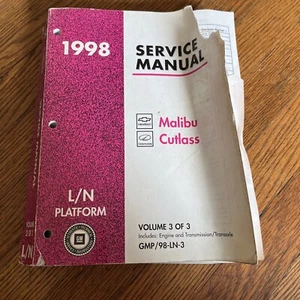 1998
SERVICE
MANUAL
Malibu
Cutlass
L/N
PLATFORM
VOLUME 3 OF 3
Includes: Engine and Transmission/Transaxle
GMP/98-LN-3
L/N